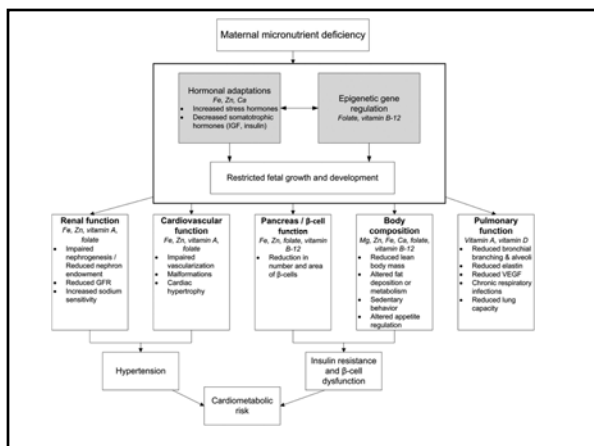 Maternal micronutrient deficiency
Hormonal adaptations
Fe, Zn, Ca
• Increased stress hormones
• Decreased somatotrophic
hormones (IGF, insulin)
Epigenetic gene
regulation
Folate, vitamin B-12
Restricted fetal growth and development
Renal function
Fe, Zn, vitamin A,
folate
• Impaired
nephrogenesis /
Reduced nephron
endowment
• Reduced GFR
• Increased sodium
sensitivity
Cardiovascular
function
Fe, Zn, vitamin A,
folate
• Impaired
vascularization
• Malformations
• Cardiac
hypertrophy
Pancreas / β-cell
function
Fe, Zn, folate, vitamin
B-12
• Reduction in
number and area
of β-cells
Body
composition
Mg, Zn, Fe, Ca, folate,
vitamin B-12
• Reduced lean
body mass
• Altered fat
deposition or
metabolism
• Sedentary
behavior
• Altered appetite
regulation
Pulmonary
function
Vitamin A, vitamin D
• Reduced bronchial
branching & alveoli
• Reduced elastin
• Reduced VEGF
• Chronic respiratory
infections
• Reduced lung
capacity
Hypertension
Insulin resistance
and β-cell
dysfunction
Cardiometabolic
risk